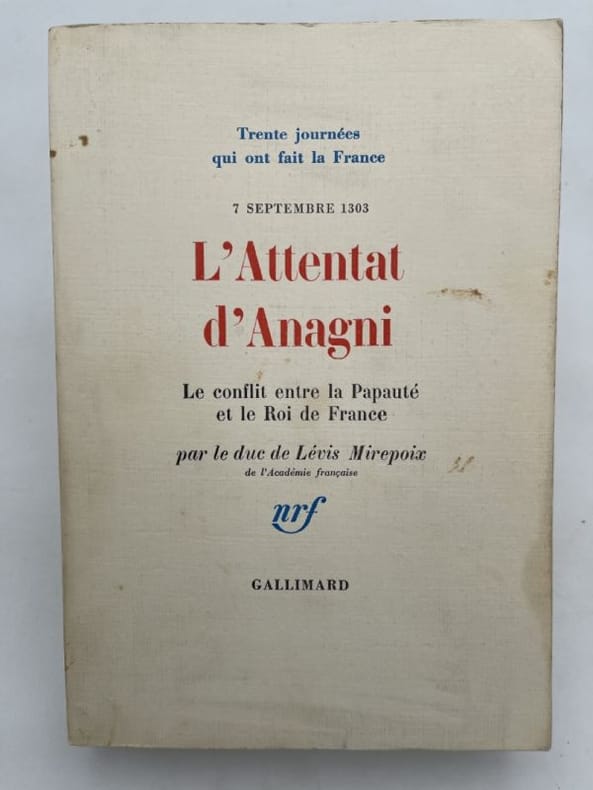 Trente journées
qui ont fait la France
7 SEPTEMBRE 1303
L'Attentat
d'Anagni
Le conflit entre la Papauté
et le Roi de France
par le duc de Lévis Mirepoix
de l'Académie française
nrf
GALLIMARD